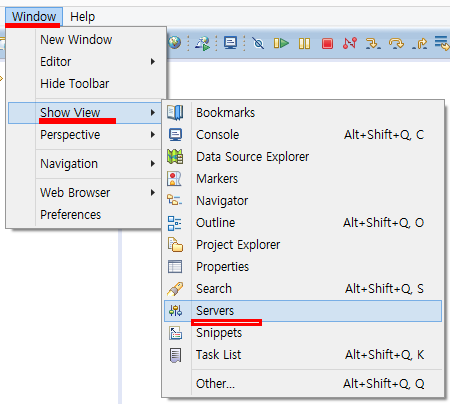 Window Help
New Window
Editor
Hide Toolbar
Show View
Perspective
Navigation
Web Browser
Preferences
Bookmarks
Console Alt+Shift+Q, C
Data Source Explorer
Markers
Navigator
Outline Alt+Shift+Q, O
Project Explorer
Properties
Search Alt+Shift+Q, S
Servers
Snippets
Task List Alt+Shift+Q, K
Other... Alt+Shift+Q, Q